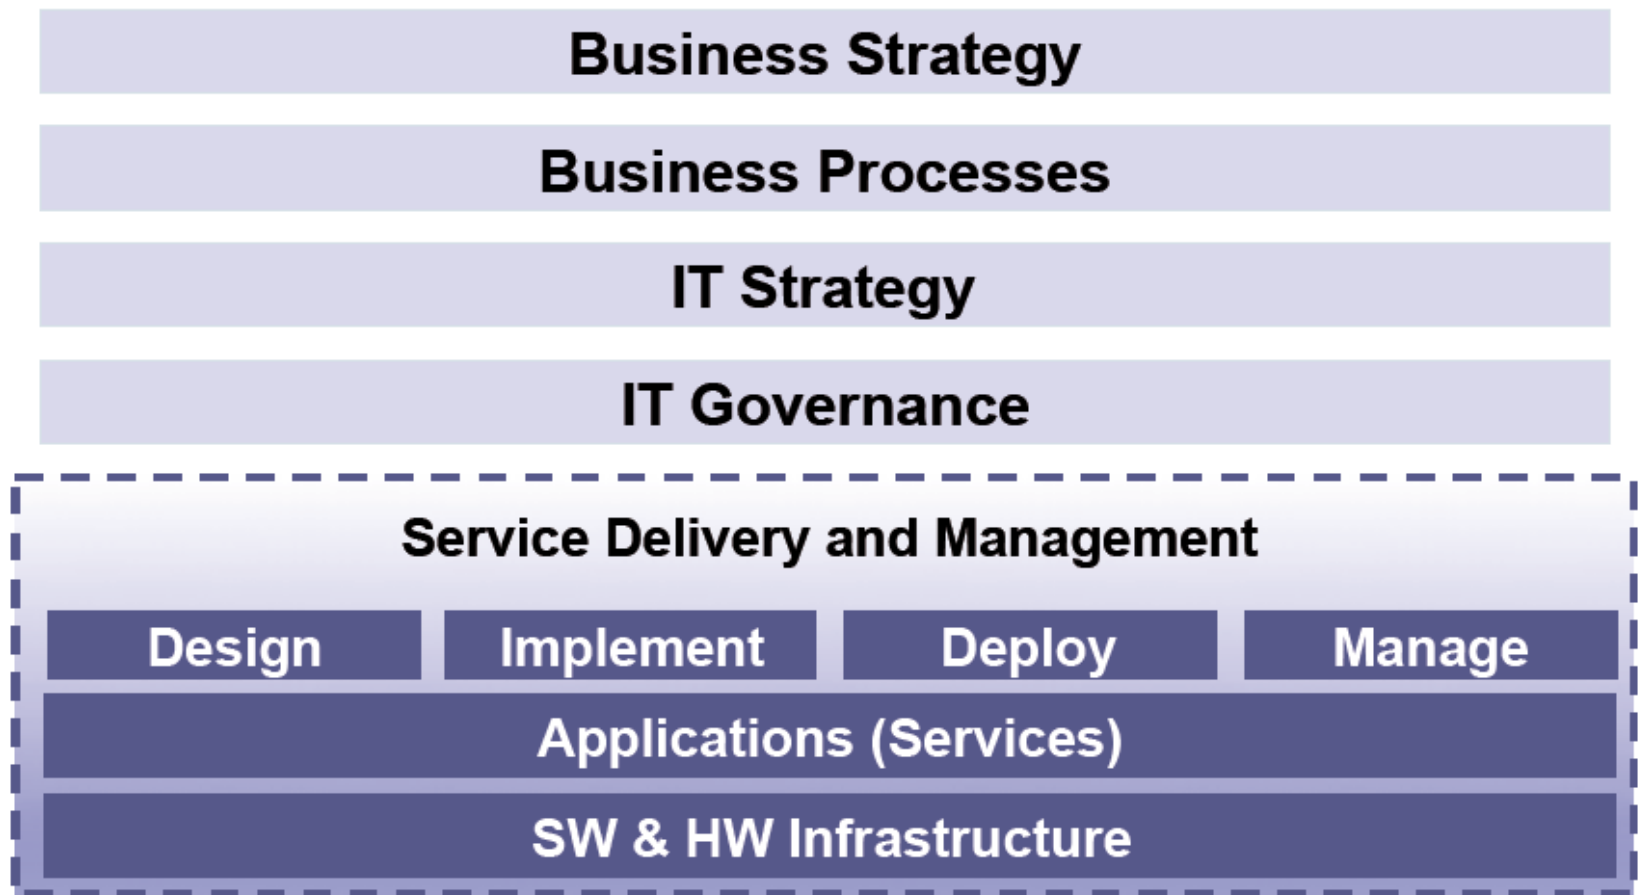 Business Strategy
Business Processes
IT Strategy
IT Governance
Service Delivery and Management
Design
Implement
Deploy
Manage
Applications (Services)
SW & HW Infrastructure